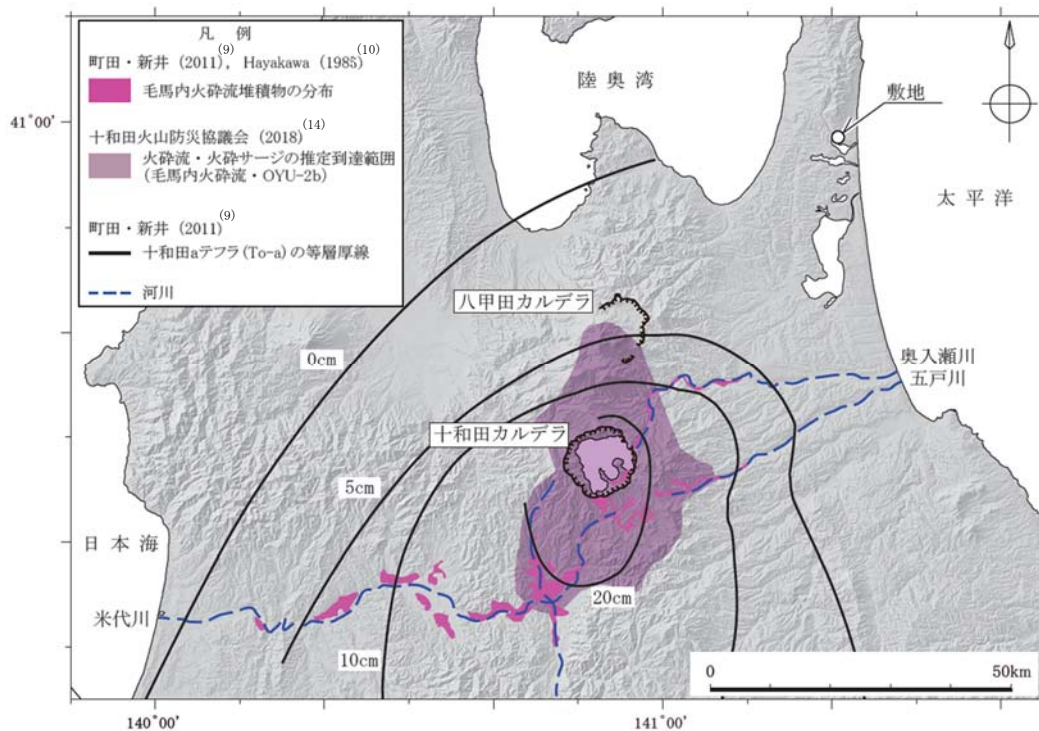 凡 例
町田・新井 (2011)(9), Hayakawa (1985)(10)
毛馬内火砕流堆積物の分布
十和田火山防災協議会 (2018)(14)
火砕流・火砕サージの推定到達範囲
(毛馬内火砕流・OYU-2b)
町田・新井 (2011)(9)
十和田aテフラ(To-a)の等層厚線
河川
陸奥湾
敷地
太平洋
41°00'
八甲田カルデラ
0cm
奥入瀬川
五戸川
十和田カルデラ
5cm
日本海
20cm
米代川
10cm
0 50km
140°00' 141°00'